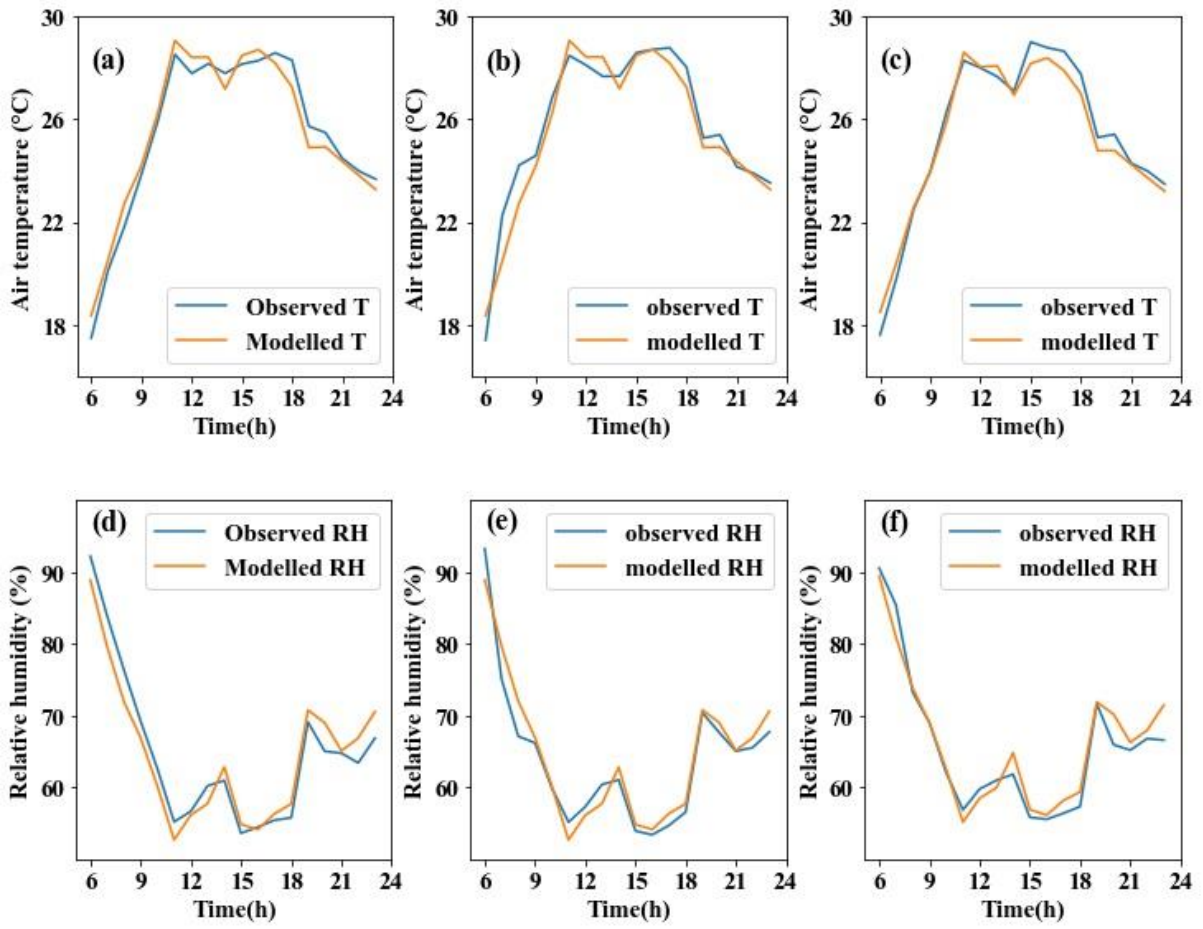 30
26
22
18
Air temperature (°C)
(a)
Observed T
Modelled T
6 9 12 15 18 21 24
Time(h)
30
26
22
18
Air temperature (°C)
(b)
observed T
modelled T
6 9 12 15 18 21 24
Time(h)
30
26
22
18
Air temperature (°C)
(c)
observed T
modelled T
6 9 12 15 18 21 24
Time(h)
90
80
70
60
Relative humidity (%)
(d)
Observed RH
Modelled RH
6 9 12 15 18 21 24
Time(h)
90
80
70
60
Relative humidity (%)
(e)
observed RH
modelled RH
6 9 12 15 18 21 24
Time(h)
90
80
70
60
Relative humidity (%)
(f)
observed RH
modelled RH
6 9 12 15 18 21 24
Time(h)